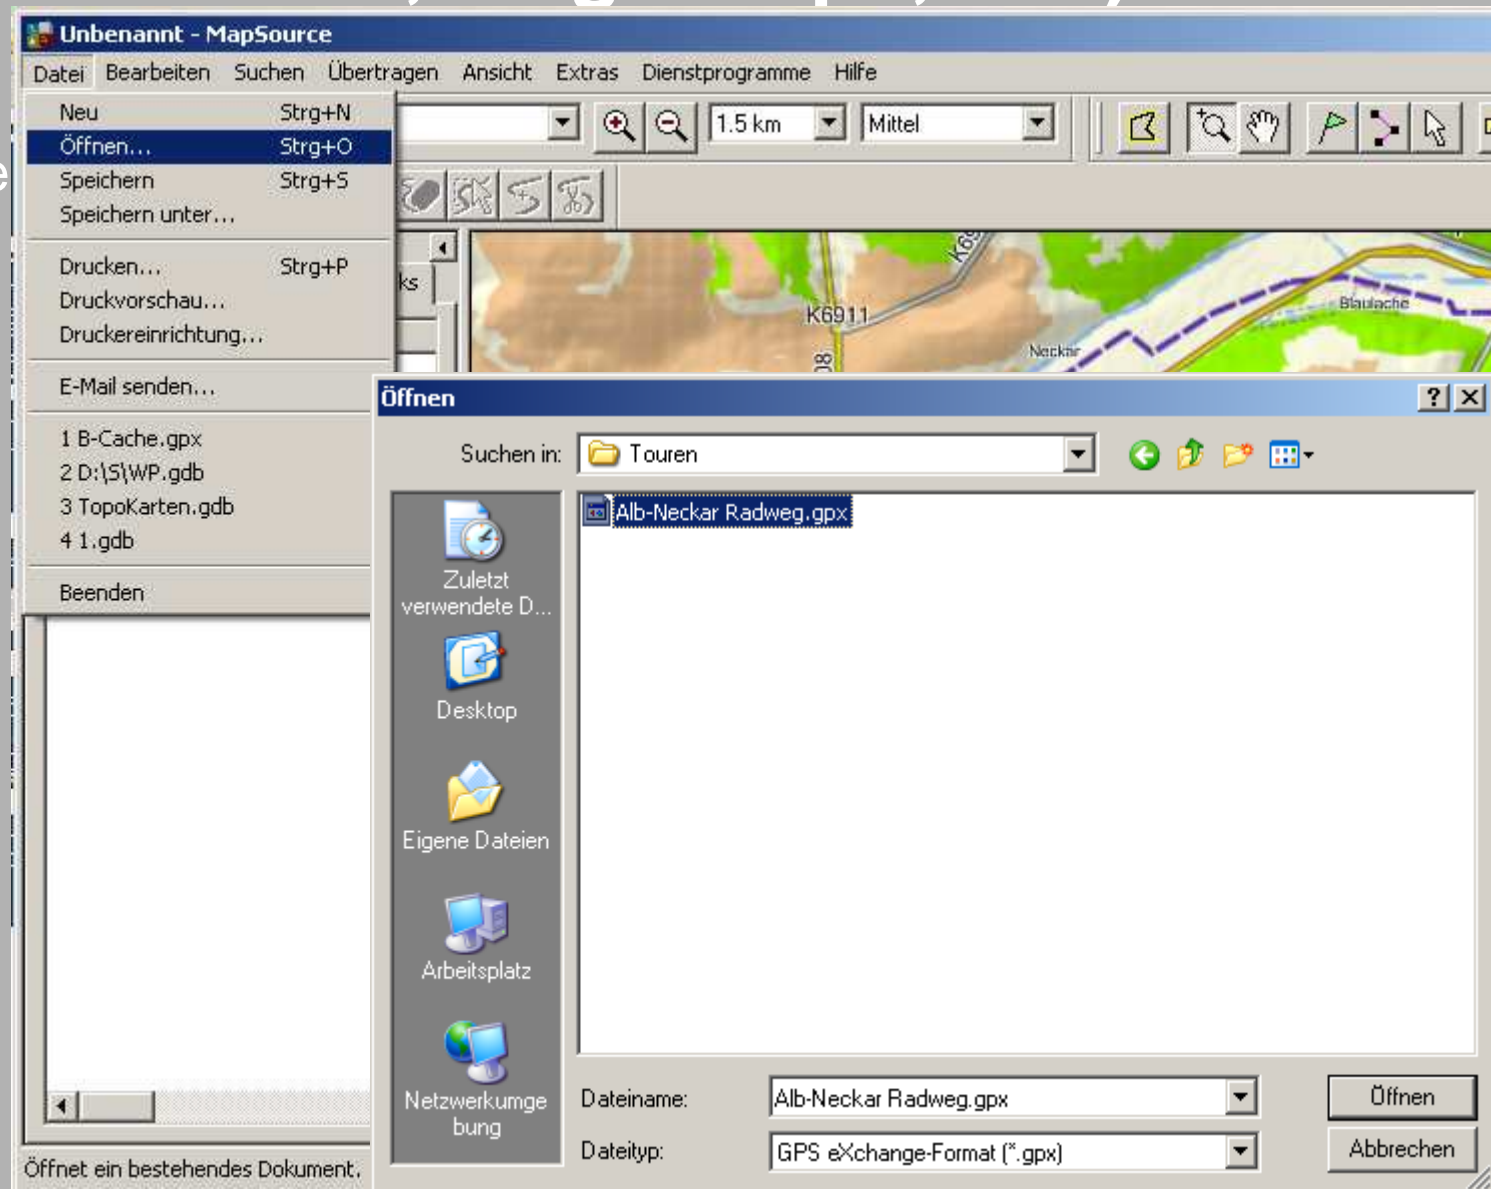 Unbenannt - MapSource
Datei Bearbeiten Suchen Übertragen Ansicht Extras Dienstprogramme Hilfe
Neu Strg+N
Öffnen... Strg+O
Speichern Strg+S
Speichern unter...
Drucken... Strg+P
Druckvorschau...
Druckereinrichtung...
E-Mail senden...
1 B-Cache.gpx
2 D:\S\WP.gdb
3 TopoKarten.gdb
4 1.gdb
Beenden
1.5 km Mittel
ks
K6911
Neckar
Blaulache
Öffnen
Suchen in: Touren
Alb-Neckar Radweg.gpx
Zuletzt
verwendete D...
Desktop
Eigene Dateien
Arbeitsplatz
Netzwerkumge
bung
Dateiname: Alb-Neckar Radweg.gpx Öffnen
Dateityp: GPS eXchange-Format (*.gpx) Abbrechen
Öffnet ein bestehendes Dokument.